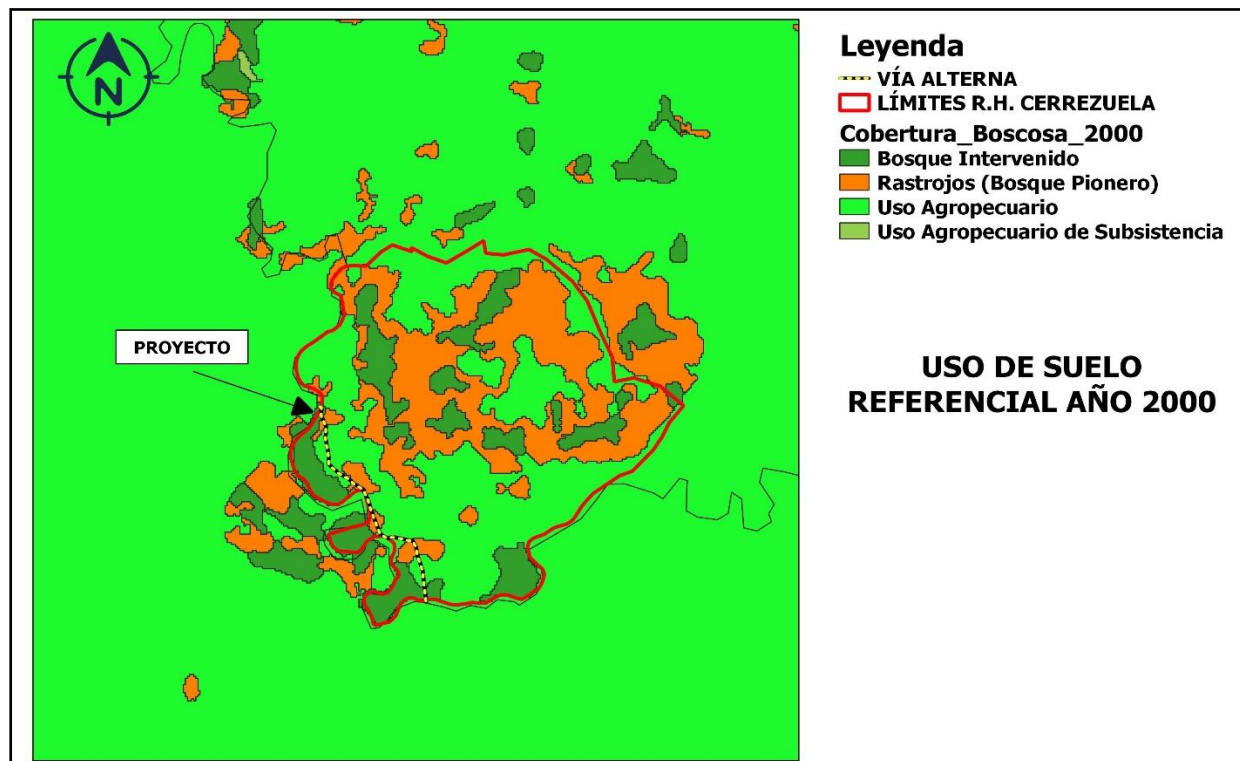 N
PROYECTO
Leyenda
VÍA ALTERNA
LÍMITES R.H. CERREZUELA
Cobertura_Boscosa_2000
Bosque Intervenido
Rastrojos (Bosque Pionero)
Uso Agropecuario
Uso Agropecuario de Subsistencia
USO DE SUELO
REFERENCIAL AÑO 2000